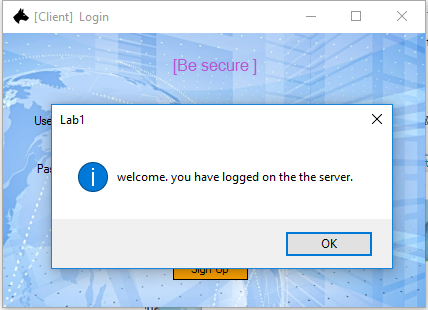 [Client] Login
[Be secure ]
Lab1
welcome. you have logged on the the server.
OK
Sign Up